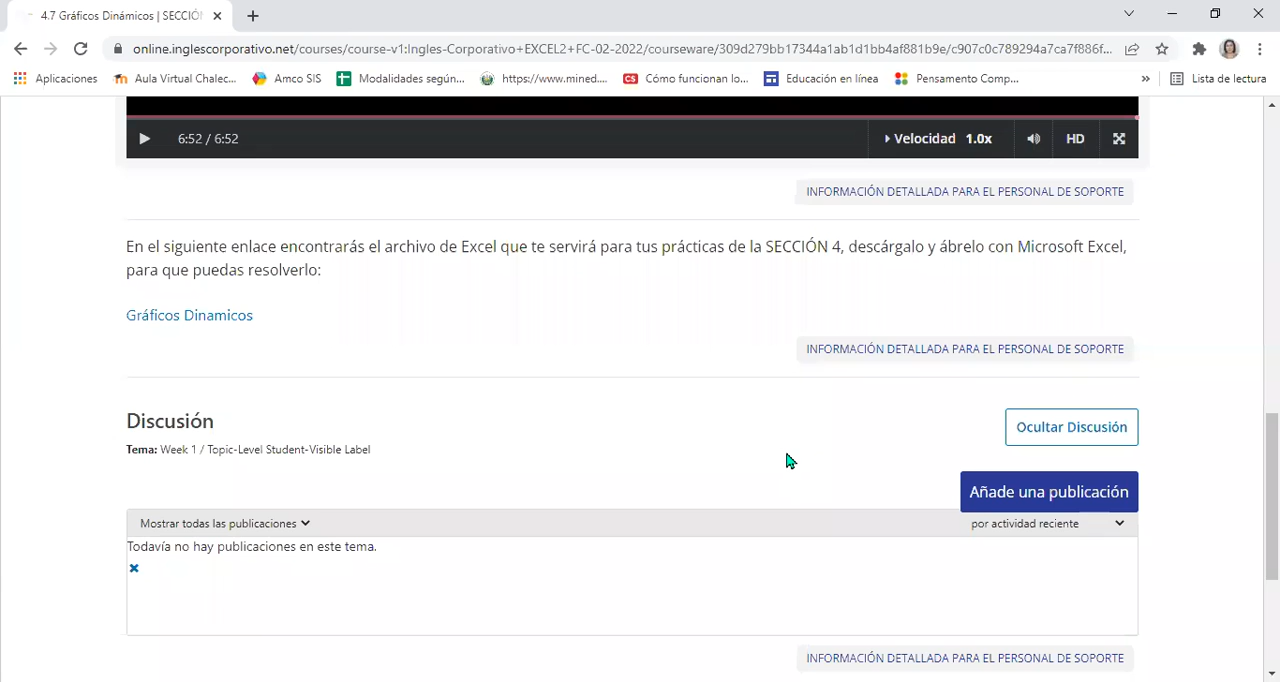 4.7 Gráficos Dinámicos | SECCIÓ
online.inglescorporativo.net/courses/course-v1:Ingles-Corporativo+EXCEL2+FC-02-2022/courseware/309d279bb17344a1ab1d1bb4af881b9e/c907c0c789294a7ca7f886f...
Aplicaciones
Aula Virtual Chalec...
Amco SIS
Modalidades según...
https://www.mined....
CS
Cómo funciona lo...
Educación en línea
Pensamento Comp...
»
Lista de lectura
6:52 / 6:52
Velocidad 1.0x
HD
INFORMACIÓN DETALLADA PARA EL PERSONAL DE SOPORTE
En el siguiente enlace encontrarás el archivo de Excel que te servirá para tus prácticas de la SECCIÓN 4, descárgalo y ábrelo con Microsoft Excel,
para que puedas resolverlo:
Gráficos Dinamicos
INFORMACIÓN DETALLADA PARA EL PERSONAL DE SOPORTE
Discusión
Ocultar Discusión
Tema: Week 1 / Topic-Level Student-Visible Label
Añade una publicación
Mostrar todas las publicaciones
por actividad reciente
Todavía no hay publicaciones en este tema.
INFORMACIÓN DETALLADA PARA EL PERSONAL DE SOPORTE